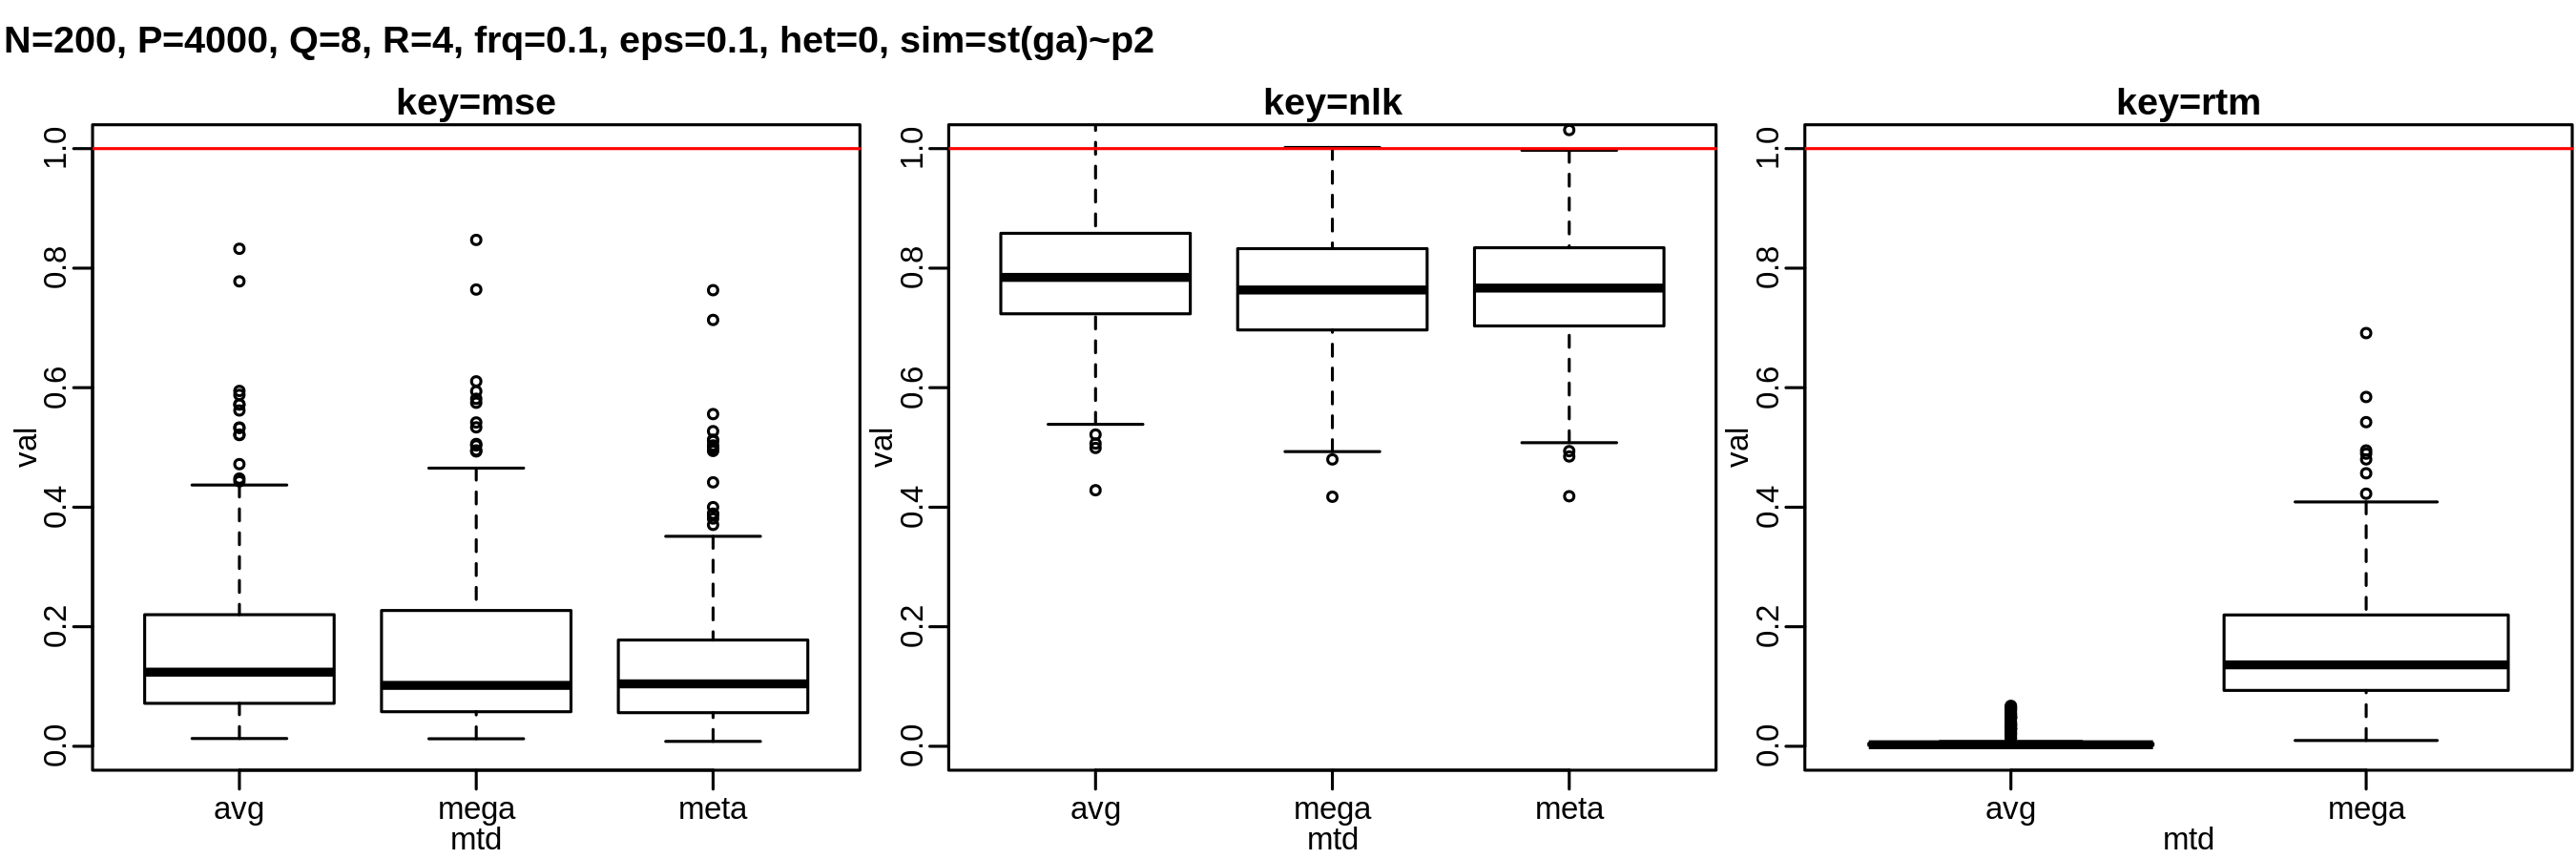 N=200, P=4000, Q=8, R=4, frq=0.1, eps=0.1, het=0, sim=st(ga)~p2
key=mse
val
0.0 0.2 0.4 0.6 0.8 1.0
avg mega meta
mtd
key=nlk
val
0.0 0.2 0.4 0.6 0.8 1.0
avg mega meta
mtd
key=rtm
val
0.0 0.2 0.4 0.6 0.8 1.0
avg mega
mtd